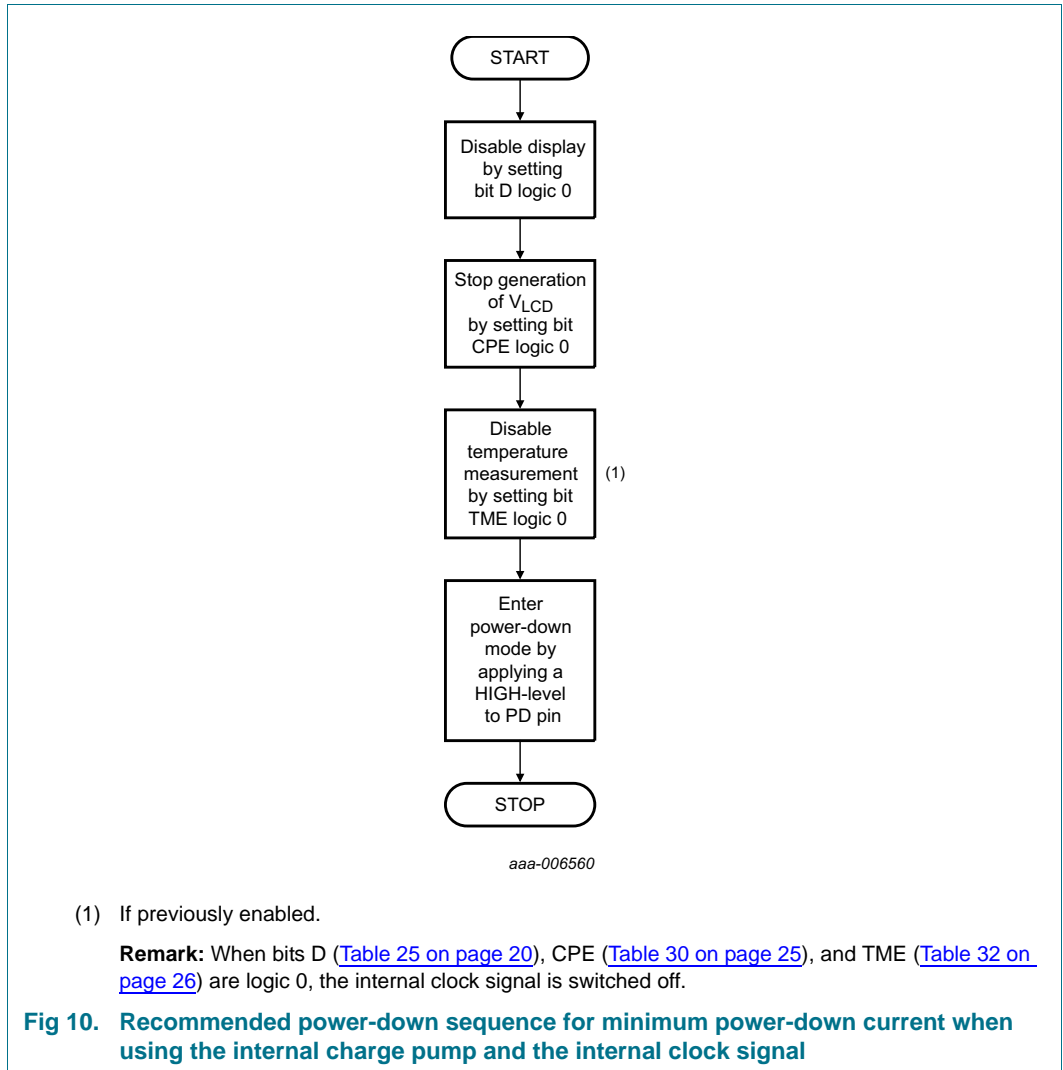 START
Disable display
by setting
bit D logic 0
Stop generation
of VLCD
by setting bit
CPE logic 0
Disable
temperature
measurement
by setting bit
TME logic 0
(1)
Enter
power-down
mode by
applying a
HIGH-level
to PD pin
STOP
aaa-006560
(1) If previously enabled.
Remark: When bits D (Table 25 on page 20), CPE (Table 30 on page 25), and TME (Table 32 on
page 26) are logic 0, the internal clock signal is switched off.
Fig 10. Recommended power-down sequence for minimum power-down current when
using the internal charge pump and the internal clock signal